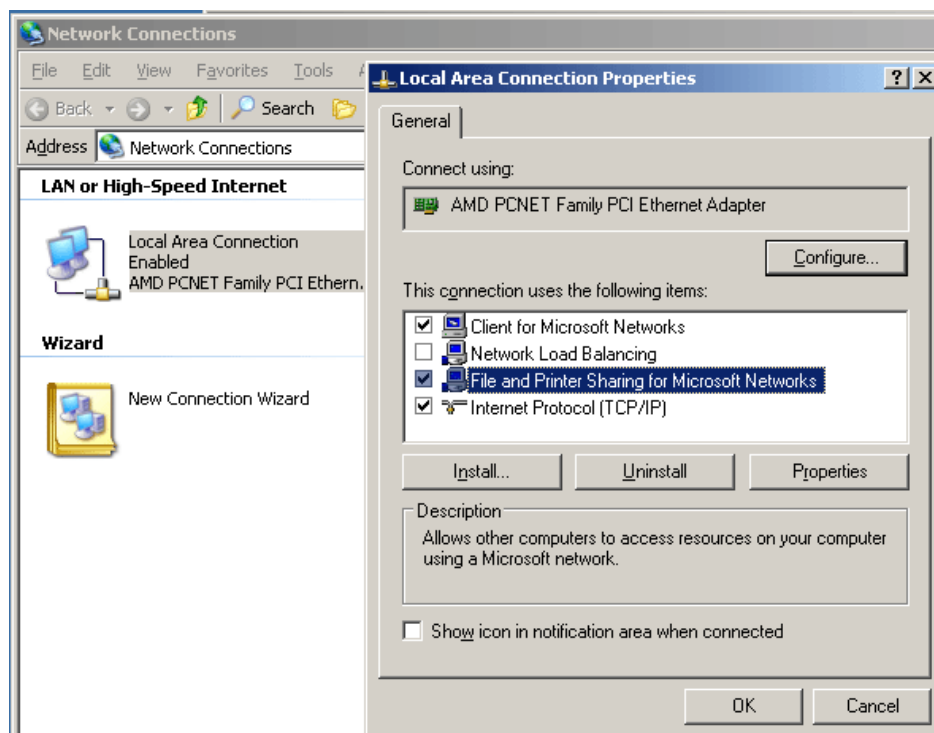 Network Connections
File Edit View Favorites Tools
Back Search
Address Network Connections
LAN or High-Speed Internet
Local Area Connection
Enabled
AMD PCNET Family PCI Ethern.
Wizard
New Connection Wizard
Local Area Connection Properties
General
Connect using:
AMD PCNET Family PCI Ethernet Adapter
Configure...
This connection uses the following items:
Client for Microsoft Networks
Network Load Balancing
File and Printer Sharing for Microsoft Networks
Internet Protocol (TCP/IP)
Install... Uninstall Properties
Description
Allows other computers to access resources on your computer
using a Microsoft network.
Show icon in notification area when connected
OK Cancel